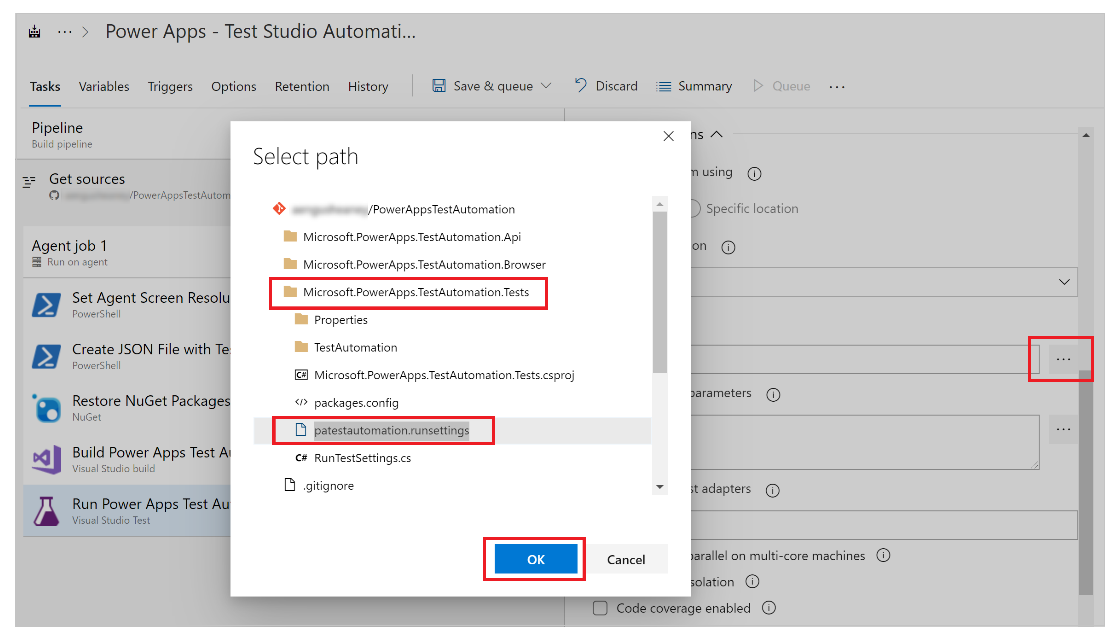 ... > Power Apps - Test Studio Automati...
Tasks Variables Triggers Options Retention History Save & queue Discard Summary Queue ...
Pipeline
Build pipeline
Get sources
/PowerAppsTestAutom
Agent job 1
Run on agent
Set Agent Screen Resolu
PowerShell
Create JSON File with Te
PowerShell
Restore NuGet Packages
NuGet
Build Power Apps Test A
Visual Studio build
Run Power Apps Test Au
Visual Studio Test
Select path
/PowerAppsTestAutomation
Microsoft.PowerApps.TestAutomation.Api
Microsoft.PowerApps.TestAutomation.Browser
Microsoft.PowerApps.TestAutomation.Tests
Properties
TestAutomation
C# Microsoft.PowerApps.TestAutomation.Tests.csproj
</> packages.config
patestautomation.runsettings
C# RunTestSettings.cs
.gitignore
OK Cancel
ns
m using
Specific location
on
...
parameters
...
st adapters
parallel on multi-core machines
solation
Code coverage enabled